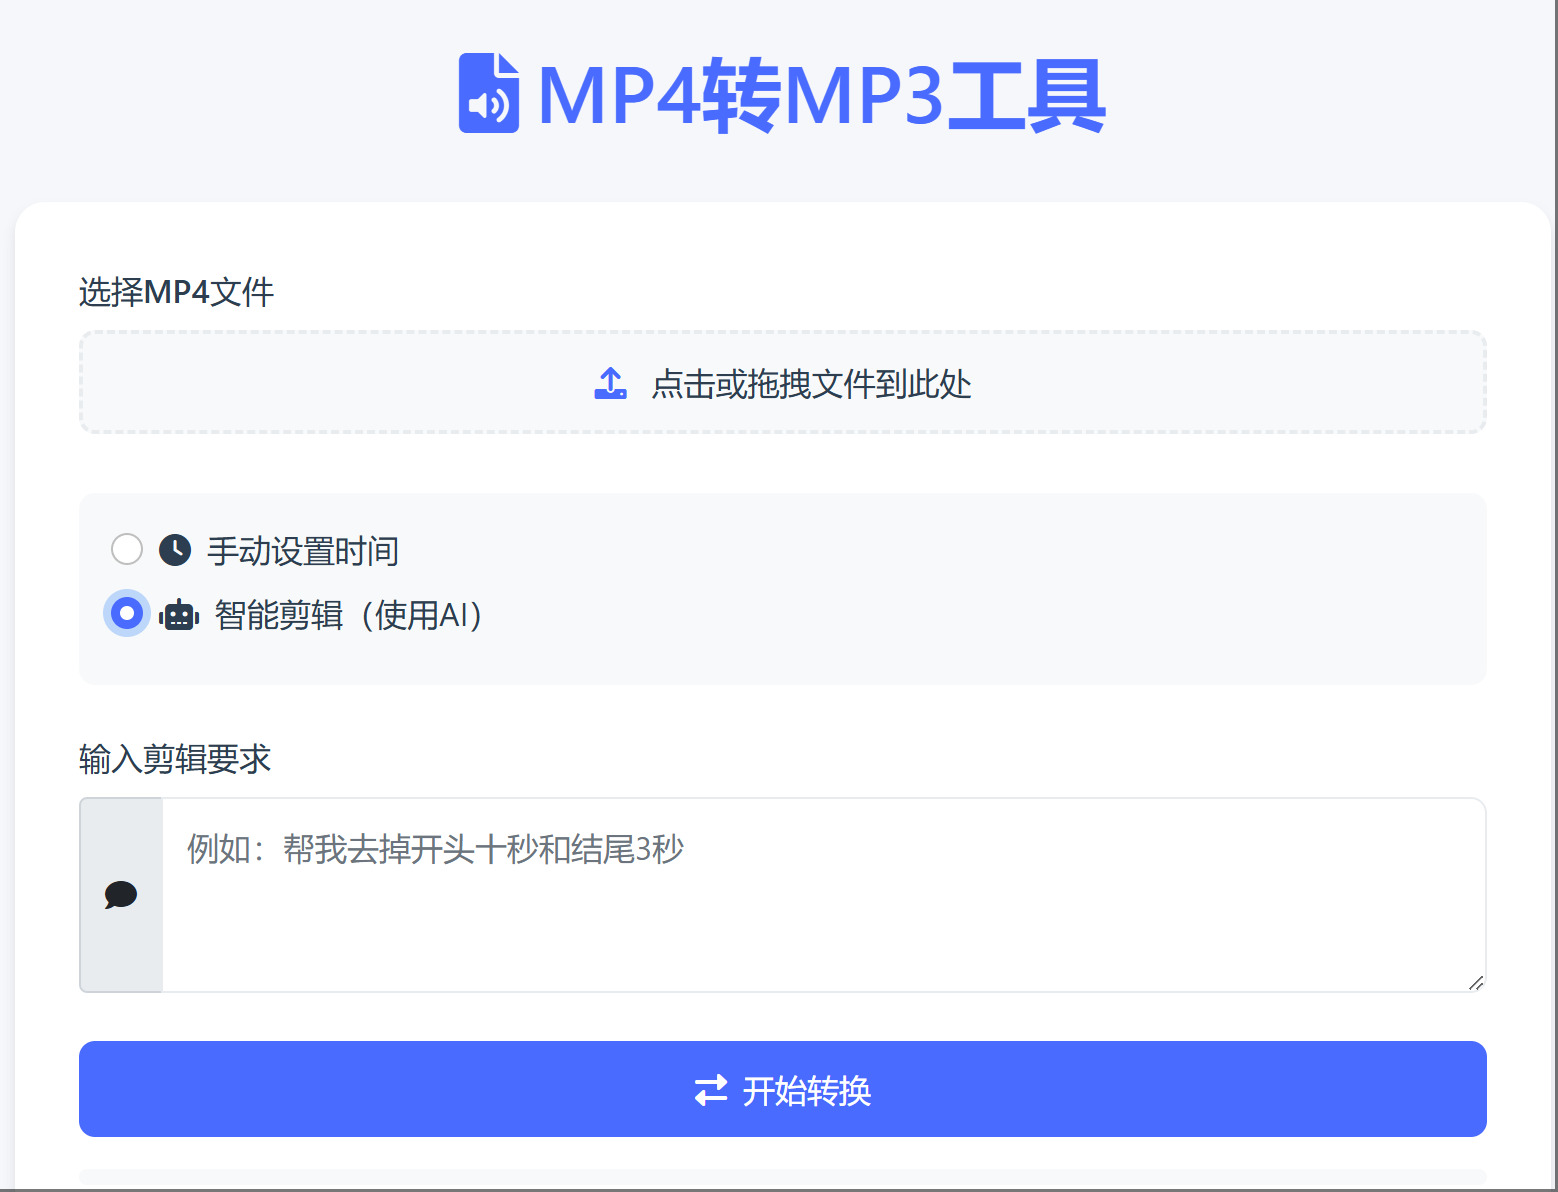 MP4转MP3工具
选择MP4文件
点击或拖拽文件到此处
手动设置时间
智能剪辑（使用AI）
输入剪辑要求
例如：帮我去掉开头十秒和结尾3秒
开始转换